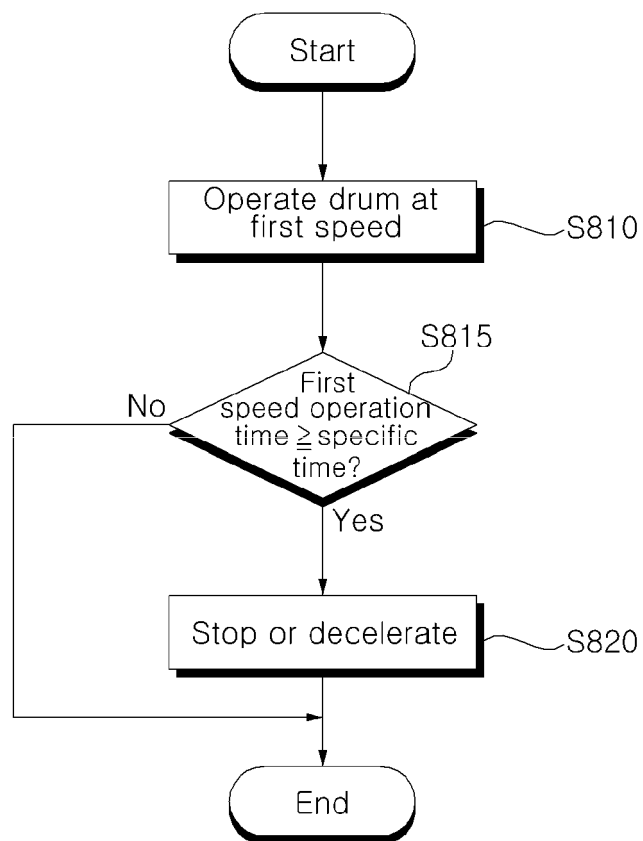 Start
Operate drum at
first speed
S810
S815
First
speed operation
time ≧ specific
time?
No
Yes
Stop or decelerate
S820
End